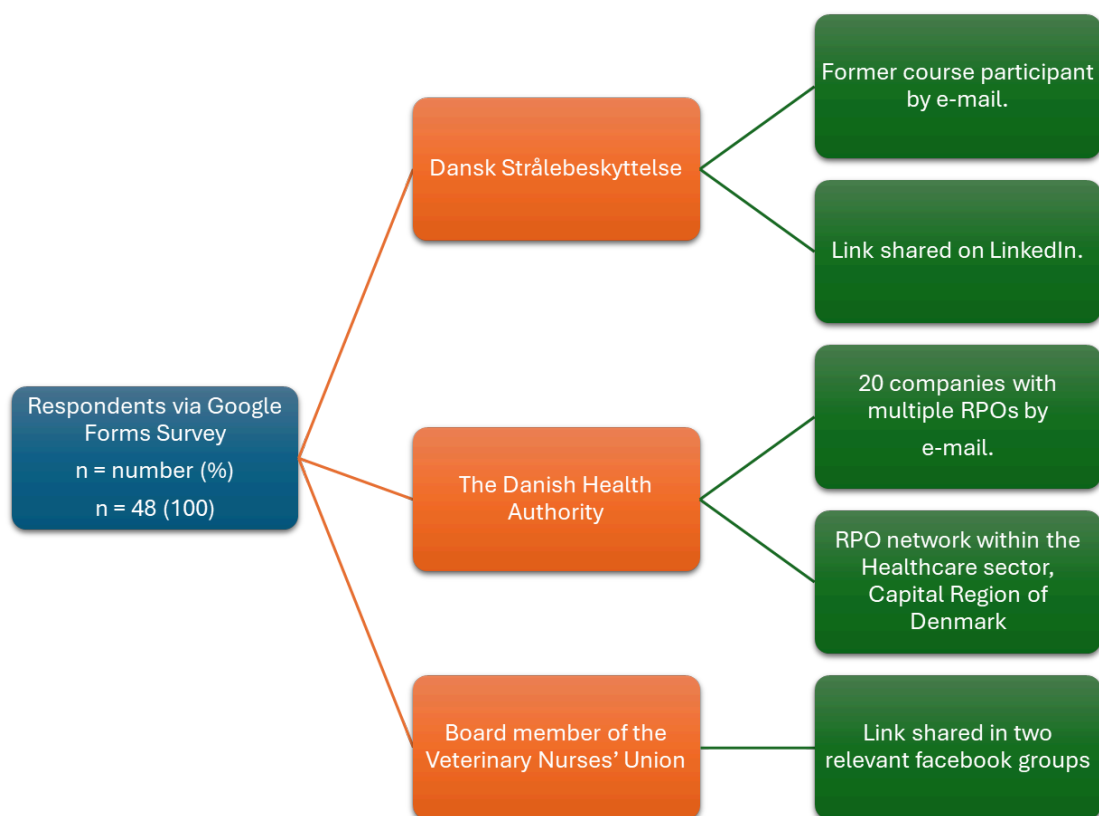 Respondents via Google
Forms Survey
n = number (%)
n = 48 (100)
Dansk Strålebeskyttelse
Former course participant
by e-mail.
Link shared on LinkedIn.
The Danish Health
Authority
20 companies with
multiple RPOs by
e-mail.
RPO network within the
Healthcare sector,
Capital Region of
Denmark
Board member of the
Veterinary Nurses’ Union
Link shared in two
relevant facebook groups